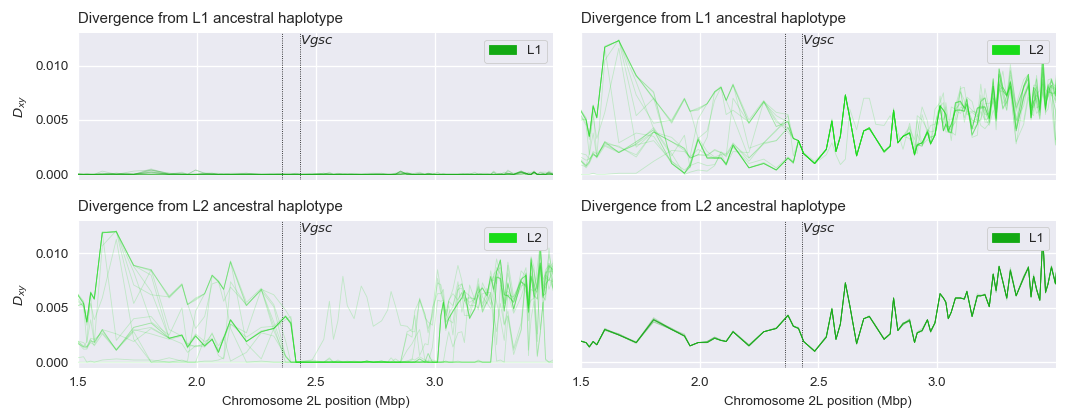 Divergence from L1 ancestral haplotype
Divergence from L1 ancestral haplotype
Vgsc
L1
Vgsc
L2
0.010
0.005
0.000
Dxy
Divergence from L2 ancestral haplotype
Divergence from L2 ancestral haplotype
Vgsc
L2
Vgsc
L1
0.010
0.005
0.000
Dxy
1.5 2.0 2.5 3.0
1.5 2.0 2.5 3.0
Chromosome 2L position (Mbp)
Chromosome 2L position (Mbp)